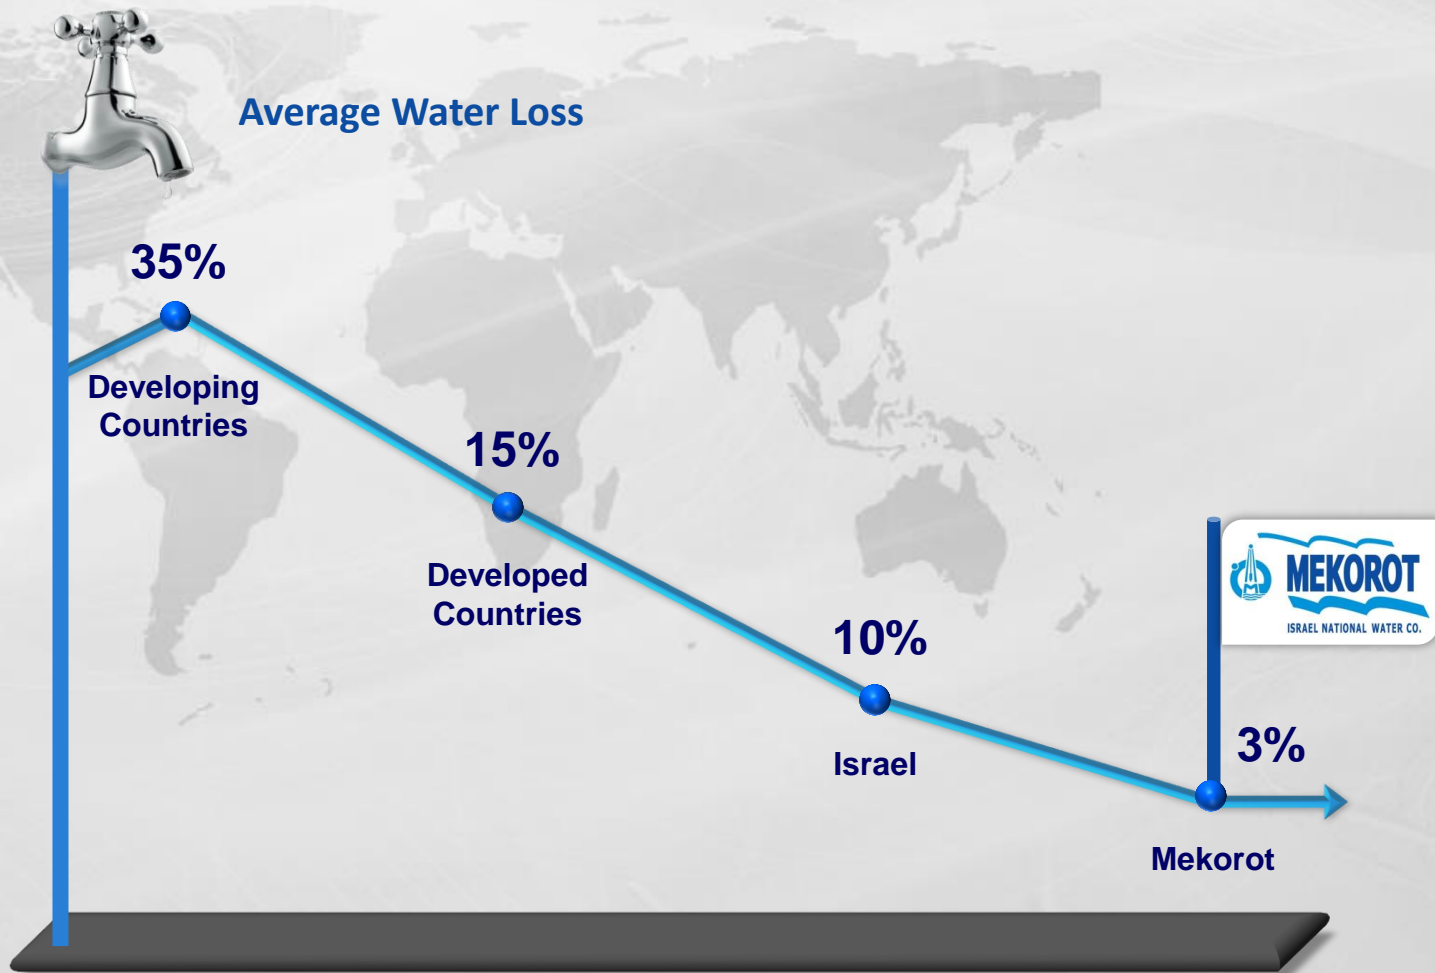 Average Water Loss
35%
Developing
Countries
15%
Developed
Countries
10%
Israel
MEKOROT
ISRAEL NATIONAL WATER CO.
3%
Mekorot